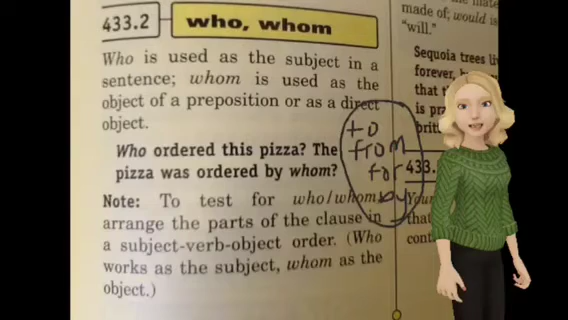 433.2 who, whom
Who is used as the subject in a
sentence; whom is used as the
object of a preposition or as a direct
object.
Who ordered this pizza? The
pizza was ordered by whom?
Note: To test for who/whom,
arrange the parts of the clause in
a subject-verb-object order. (Who
works as the subject, whom as the
object.)
to
from
for
by
made of; would is
"will."
Sequoia trees
forever,
that
is
433.
Your
that
cont